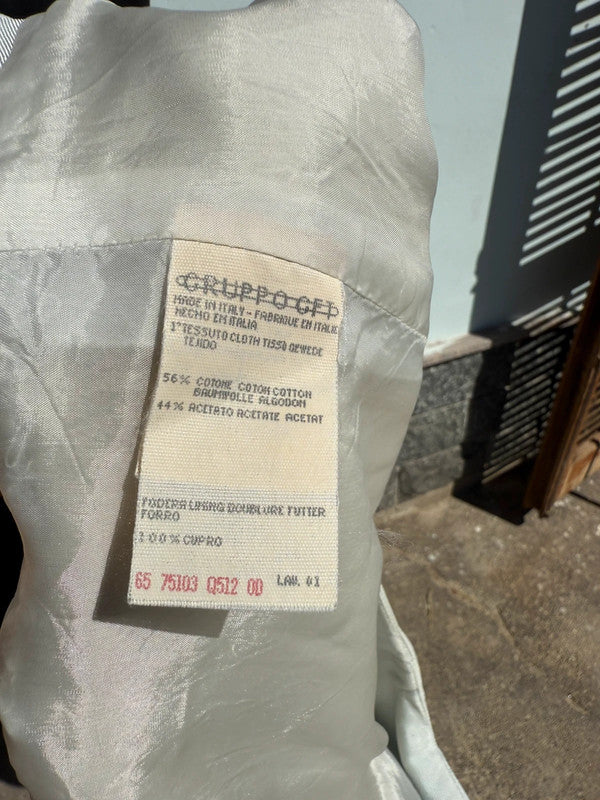 GRUPPO GFT
MADE IN ITALY - FABRIQUE EN ITALIE
HECHO EN ITALIA
1°TESSUTO CLOTH TISSU GEWEBE
TEJIDO
56% COTONE COTON COTTON
BAUMWOLLE ALGODON
44% ACETATO ACETATE ACETAT
FODERA LINING DOUBLURE FUTTER
FORRO
100% CUPRO
65 75103 Q512 0D LAV. 01